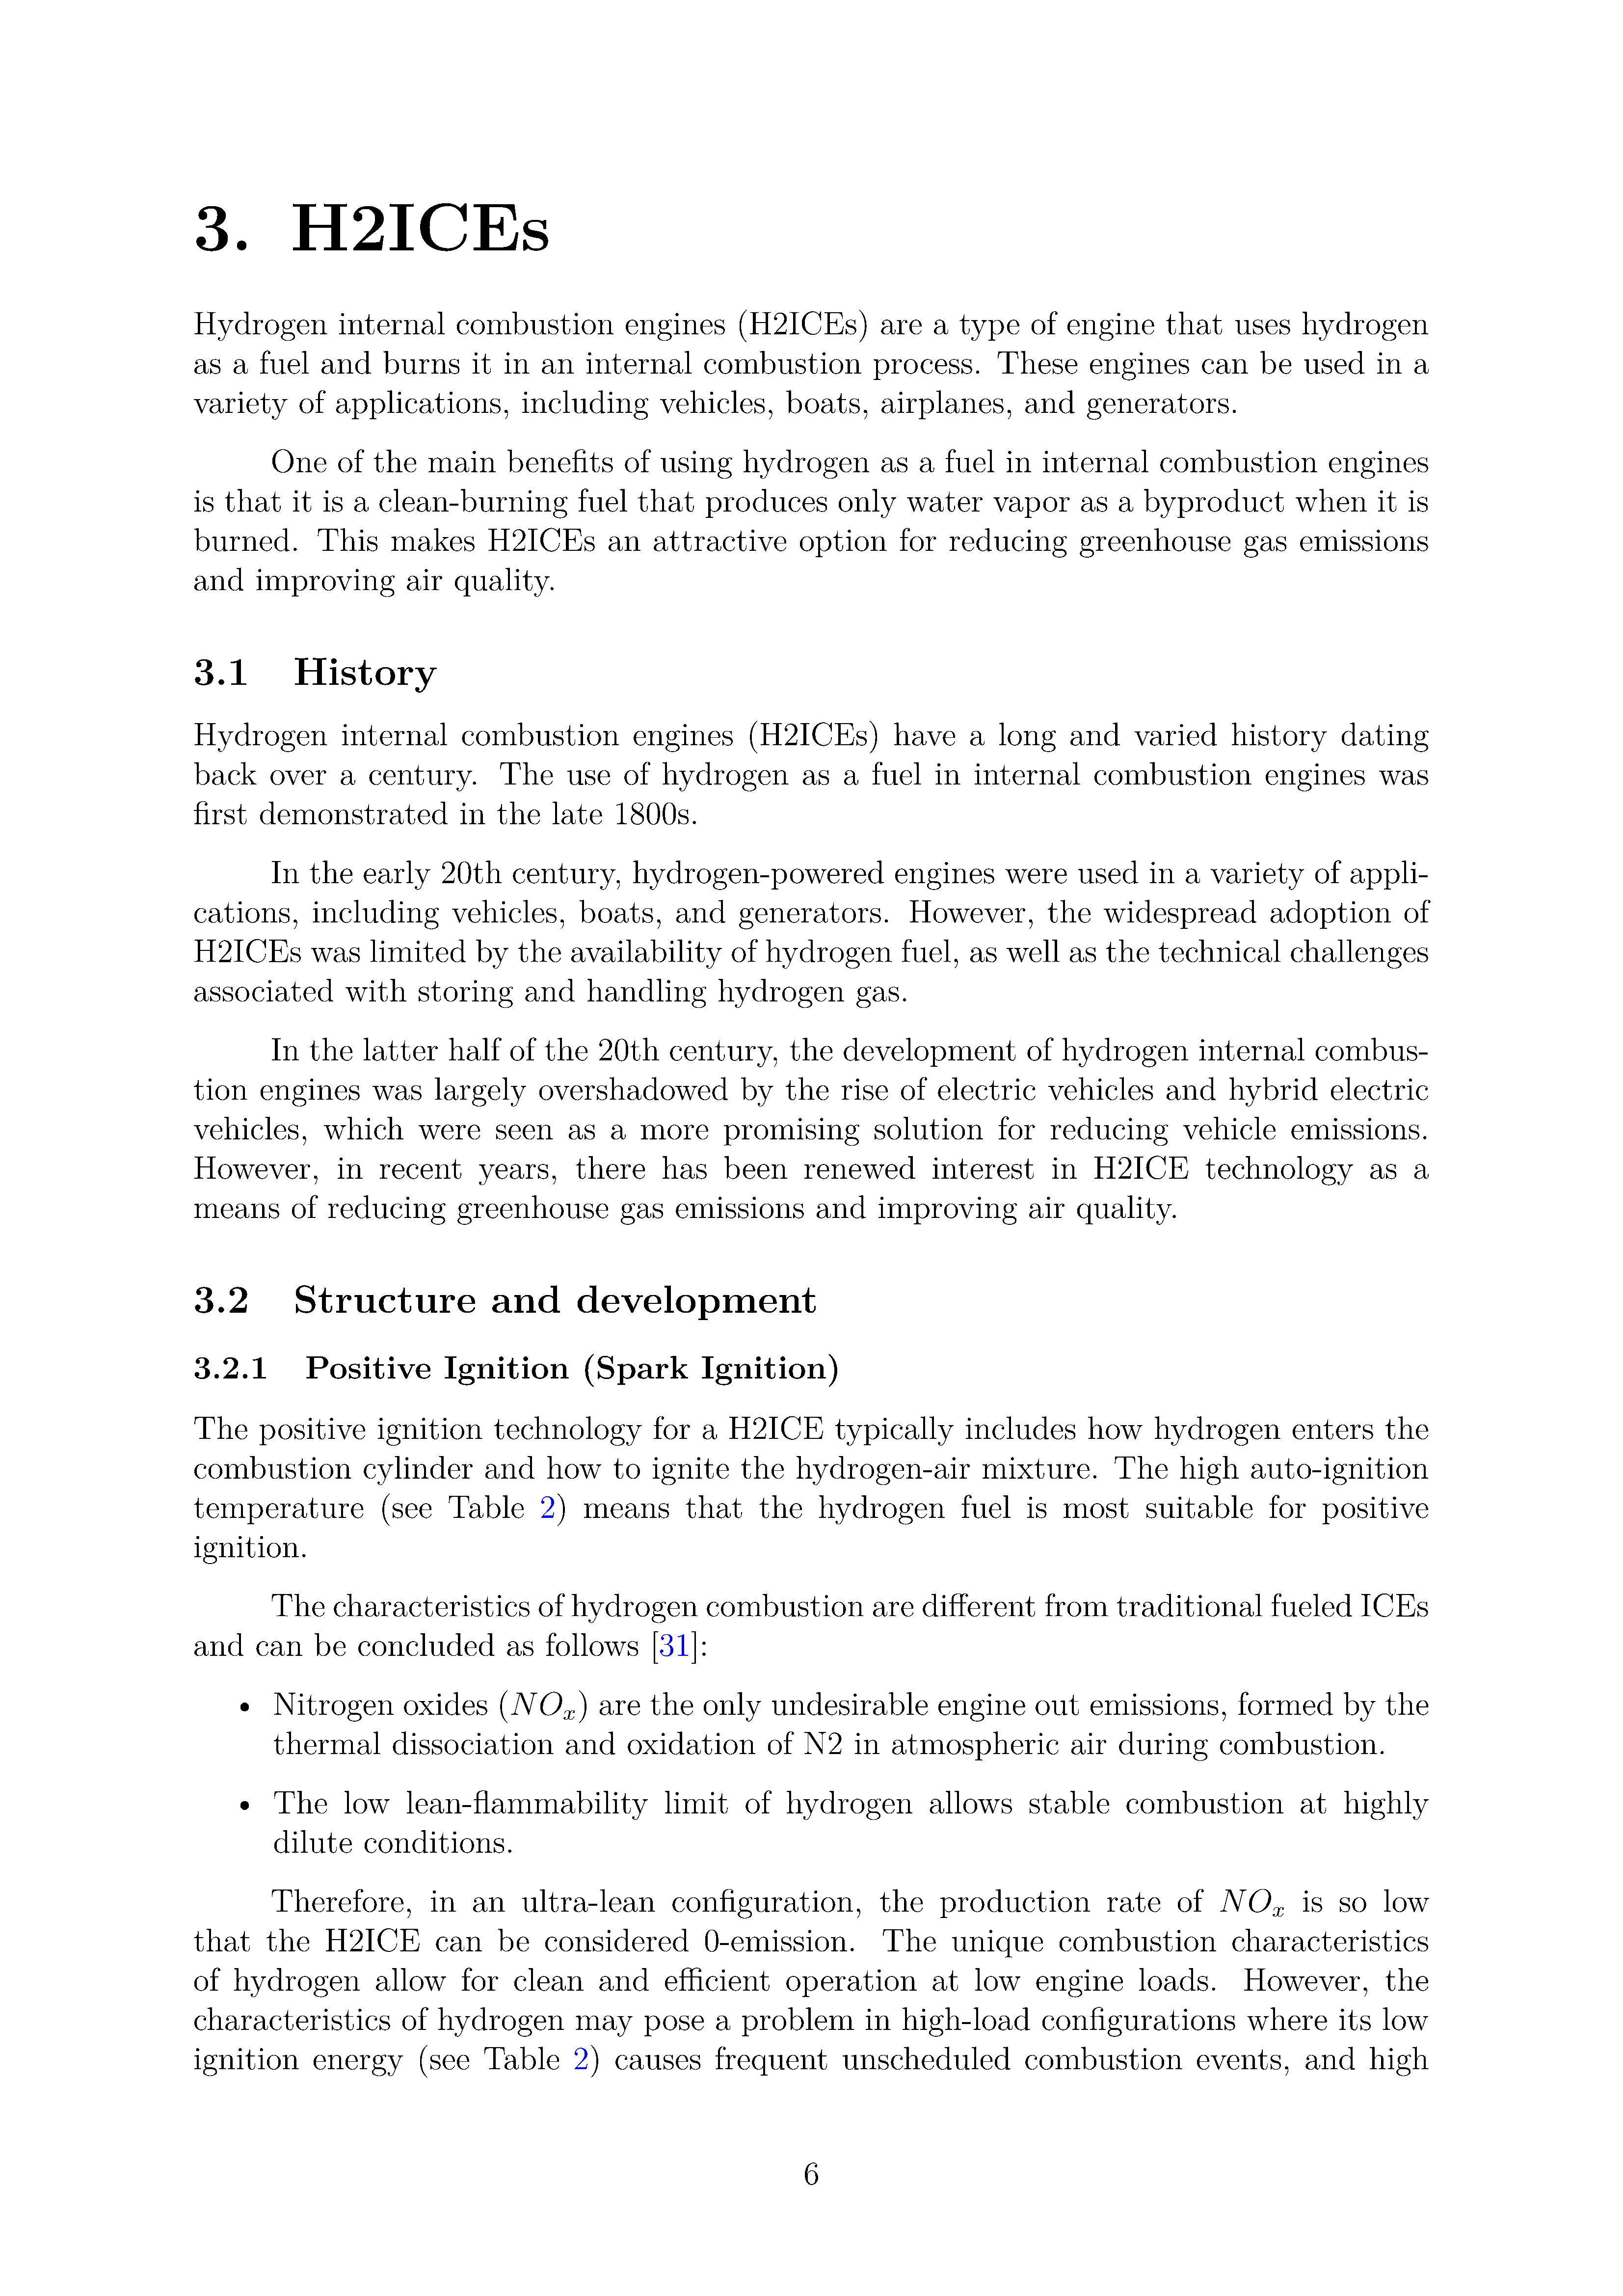 3. H2ICEs
Hydrogen internal combustion engines (H2ICEs) are a type of engine that uses hydrogen
as a fuel and burns it in an internal combustion process. These engines can be used in a
variety of applications, including vehicles, boats, airplanes, and generators.
One of the main benefits of using hydrogen as a fuel in internal combustion engines
is that it is a clean-burning fuel that produces only water vapor as a byproduct when it is
burned. This makes H2ICEs an attractive option for reducing greenhouse gas emissions
and improving air quality.
3.1 History
Hydrogen internal combustion engines (H2ICEs) have a long and varied history dating
back over a century. The use of hydrogen as a fuel in internal combustion engines was
first demonstrated in the late 1800s.
In the early 20th century, hydrogen-powered engines were used in a variety of appli-
cations, including vehicles, boats, and generators. However, the widespread adoption of
H2ICEs was limited by the availability of hydrogen fuel, as well as the technical challenges
associated with storing and handling hydrogen gas.
In the latter half of the 20th century, the development of hydrogen internal combus-
tion engines was largely overshadowed by the rise of electric vehicles and hybrid electric
vehicles, which were seen as a more promising solution for reducing vehicle emissions.
However, in recent years, there has been renewed interest in H2ICE technology as a
means of reducing greenhouse gas emissions and improving air quality.
3.2 Structure and development
3.2.1 Positive Ignition (Spark Ignition)
The positive ignition technology for a H2ICE typically includes how hydrogen enters the
combustion cylinder and how to ignite the hydrogen-air mixture. The high auto-ignition
temperature (see Table 2) means that the hydrogen fuel is most suitable for positive
ignition.
The characteristics of hydrogen combustion are different from traditional fueled ICEs
and can be concluded as follows [31]:
• Nitrogen oxides (NOₓ) are the only undesirable engine out emissions, formed by the
thermal dissociation and oxidation of N2 in atmospheric air during combustion.
• The low lean-flammability limit of hydrogen allows stable combustion at highly
dilute conditions.
Therefore, in an ultra-lean configuration, the production rate of NOₓ is so low
that the H2ICE can be considered 0-emission. The unique combustion characteristics
of hydrogen allow for clean and efficient operation at low engine loads. However, the
characteristics of hydrogen may pose a problem in high-load configurations where its low
ignition energy (see Table 2) causes frequent unscheduled combustion events, and high
6